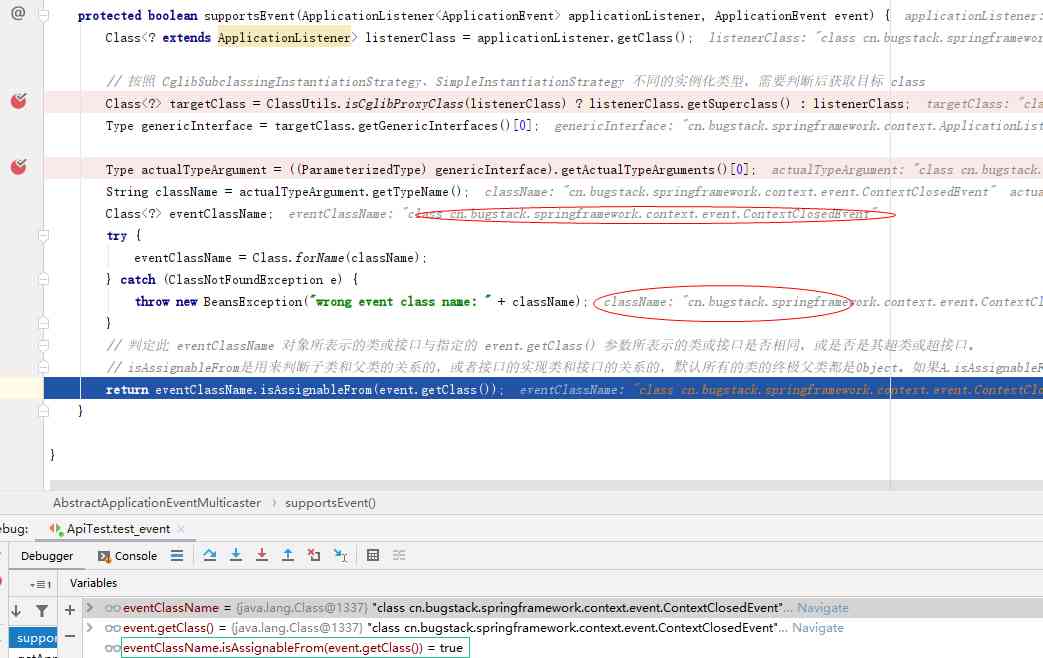 @
protected boolean supportsEvent(ApplicationListener<ApplicationEvent> applicationListener, ApplicationEvent event) {  applicationListener:
Class<? extends ApplicationListener> listenerClass = applicationListener.getClass();  listenerClass: "class cn.bugstack.springframewor
// 按照 CglibSubclassingInstantiationStrategy、SimpleInstantiationStrategy 不同的实例化类型，需要判断后获取目标 class
Class<?> targetClass = ClassUtils.isCglibProxyClass(listenerClass) ? listenerClass.getSuperclass() : listenerClass;  targetClass: "cla
Type genericInterface = targetClass.getGenericInterfaces()[0];  genericInterface: "cn.bugstack.springframework.context.ApplicationList
Type actualTypeArgument = ((ParameterizedType) genericInterface).getActualTypeArguments()[0];  actualTypeArgument: "class cn.bugstack.
String className = actualTypeArgument.getTypeName();  className: "cn.bugstack.springframework.context.event.ContextClosedEvent"  actua
Class<?> eventClassName;  eventClassName: "class cn.bugstack.springframework.context.event.ContextClosedEvent"
try {
eventClassName = Class.forName(className);
} catch (ClassNotFoundException e) {
throw new BeansException("wrong event class name: " + className);  className: "cn.bugstack.springframework.context.event.ContextCl
}
// 判定此 eventClassName 对象所表示的类或接口与指定的 event.getClass() 参数所表示的类或接口是否相同，或是否是其超类或超接口。
// isAssignableFrom是用来判断子类和父类的关系的，或者接口的实现类和接口的关系的，默认所有的类的终极父类都是Object。如果A.isAssignableF
return eventClassName.isAssignableFrom(event.getClass());  eventClassName: "class cn.bugstack.springframework.context.event.ContextClo
}
}
AbstractApplicationEventMulticaster › supportsEvent()
ebug: ApiTest.test_event ×
Debugger Console
1 Variables
eventClassName = {java.lang.Class@1337} "class cn.bugstack.springframework.context.event.ContextClosedEvent"... Navigate
event.getClass() = {java.lang.Class@1337} "class cn.bugstack.springframework.context.event.ContextClosedEvent"... Navigate
suppor
eventClassName.isAssignableFrom(event.getClass()) = true